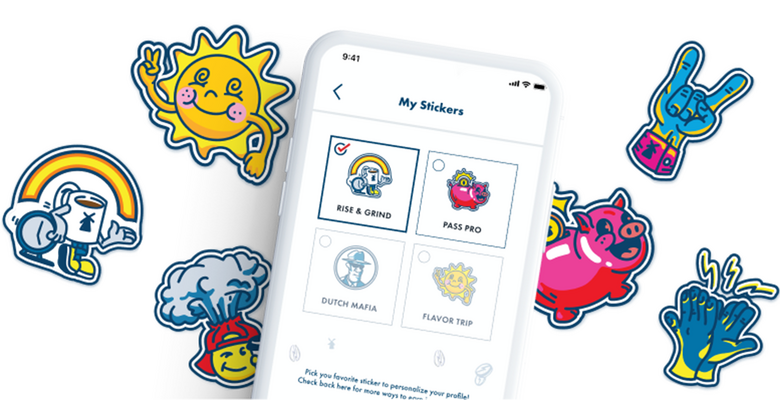 9:41
My Stickers
RISE & GRIND
PASS PRO
DUTCH MAFIA
FLAVOR TRIP
Pick you favorite sticker to personalize your profile!
Check back here for more ways to earn